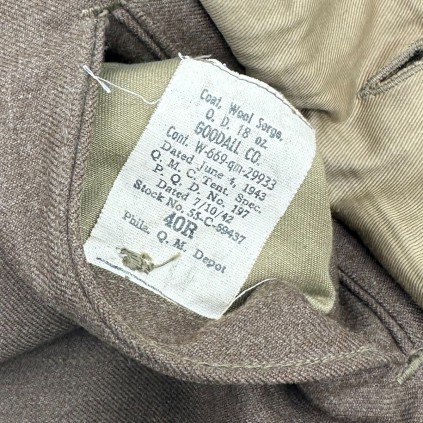 Coat, Wool Serge,
O. D. 18 oz
GOODALL CO.
Cont. W-669-qm-29933
Dated June 4, 1943
Q. M. C. Tent. Spec.
P. Q. D. No. 197
Dated 7/10/42
Stock No. 55-C-59437
40R
Phila. Q. M. Depot